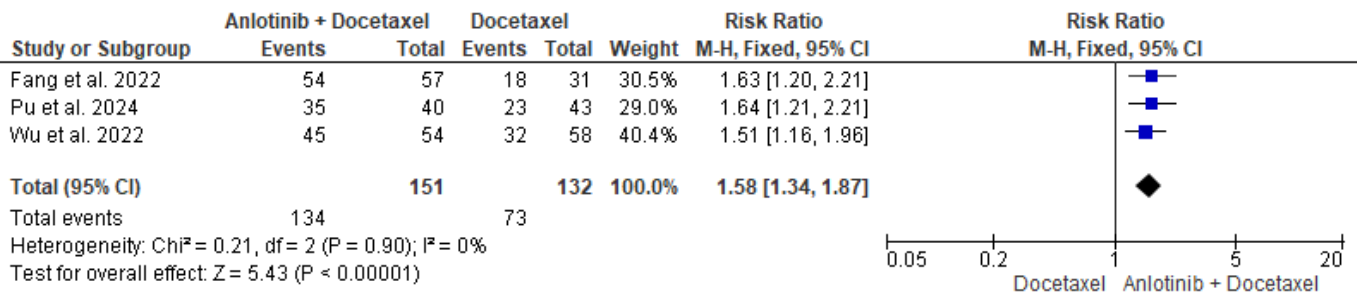 Anlotinib + Docetaxel Docetaxel Risk Ratio Risk Ratio
Study or Subgroup Events Total Events Total Weight M-H, Fixed, 95% CI M-H, Fixed, 95% CI
Fang et al. 2022 54 57 18 31 30.5% 1.63 [1.20, 2.21]
Pu et al. 2024 35 40 23 43 29.0% 1.64 [1.21, 2.21]
Wu et al. 2022 45 54 32 58 40.4% 1.51 [1.16, 1.96]
Total (95% CI) 151 132 100.0% 1.58 [1.34, 1.87]
Total events 134 73
Heterogeneity: Chi² = 0.21, df = 2 (P = 0.90); I² = 0%
Test for overall effect: Z = 5.43 (P < 0.00001)
0.05 0.2 1 5 20
Docetaxel Anlotinib + Docetaxel